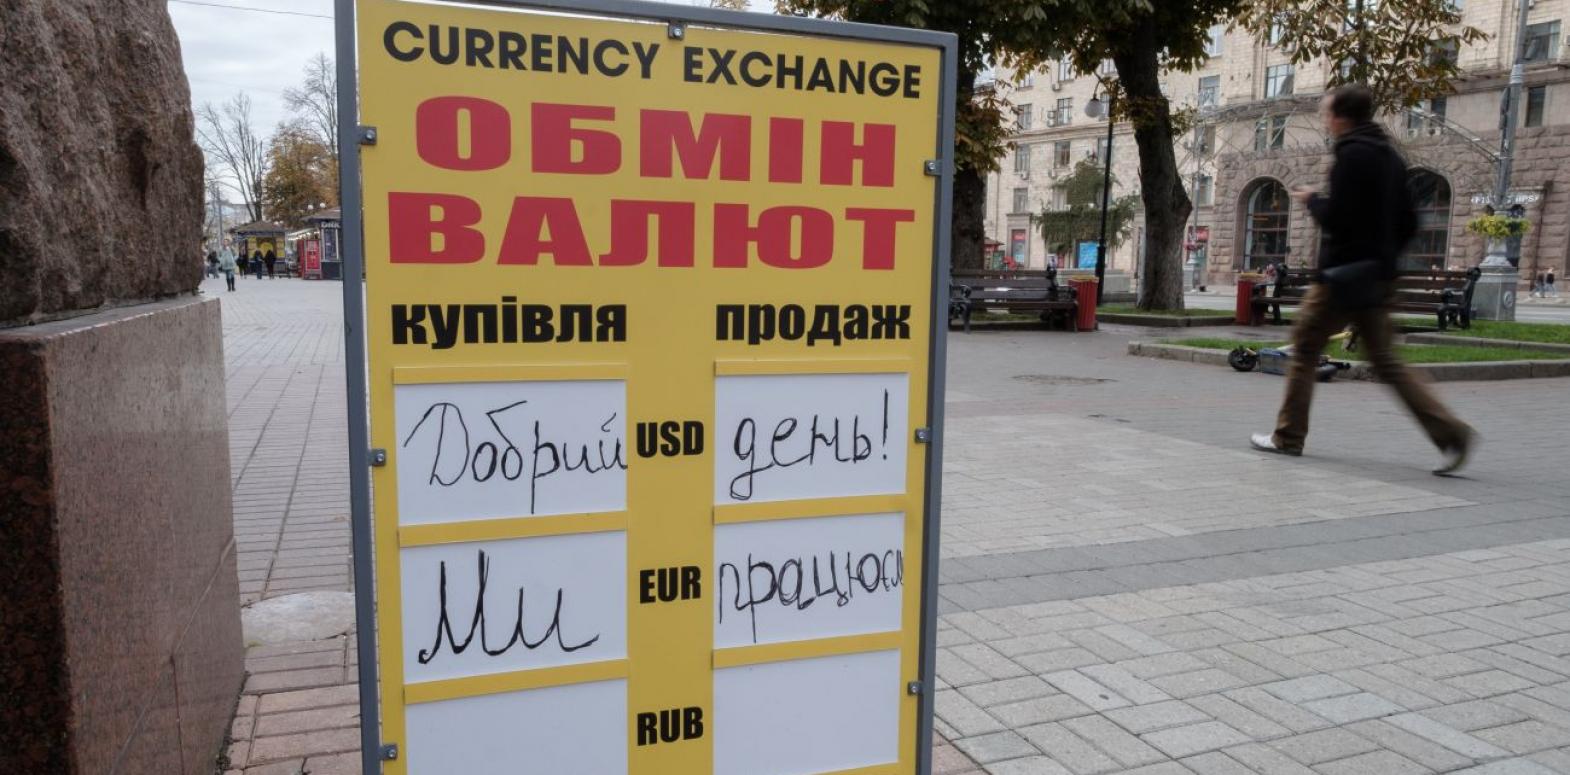 CURRENCY EXCHANGE
ОБМІН
ВАЛЮТ
купівля продаж
Добрий USD день!
Ми EUR працюєм
RUB